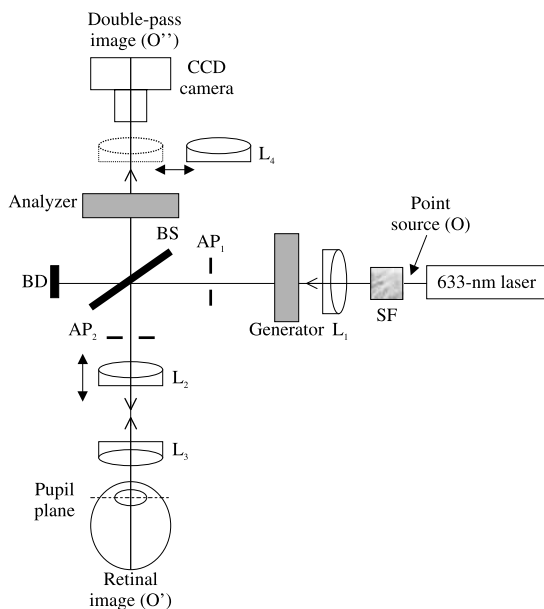 Double-pass
image (O’’)
CCD
camera
L4
Analyzer
BS
AP1
Point
source (O)
BD
633-nm laser
SF
Generator
L1
AP2
L2
L3
Pupil
plane
Retinal
image (O’)